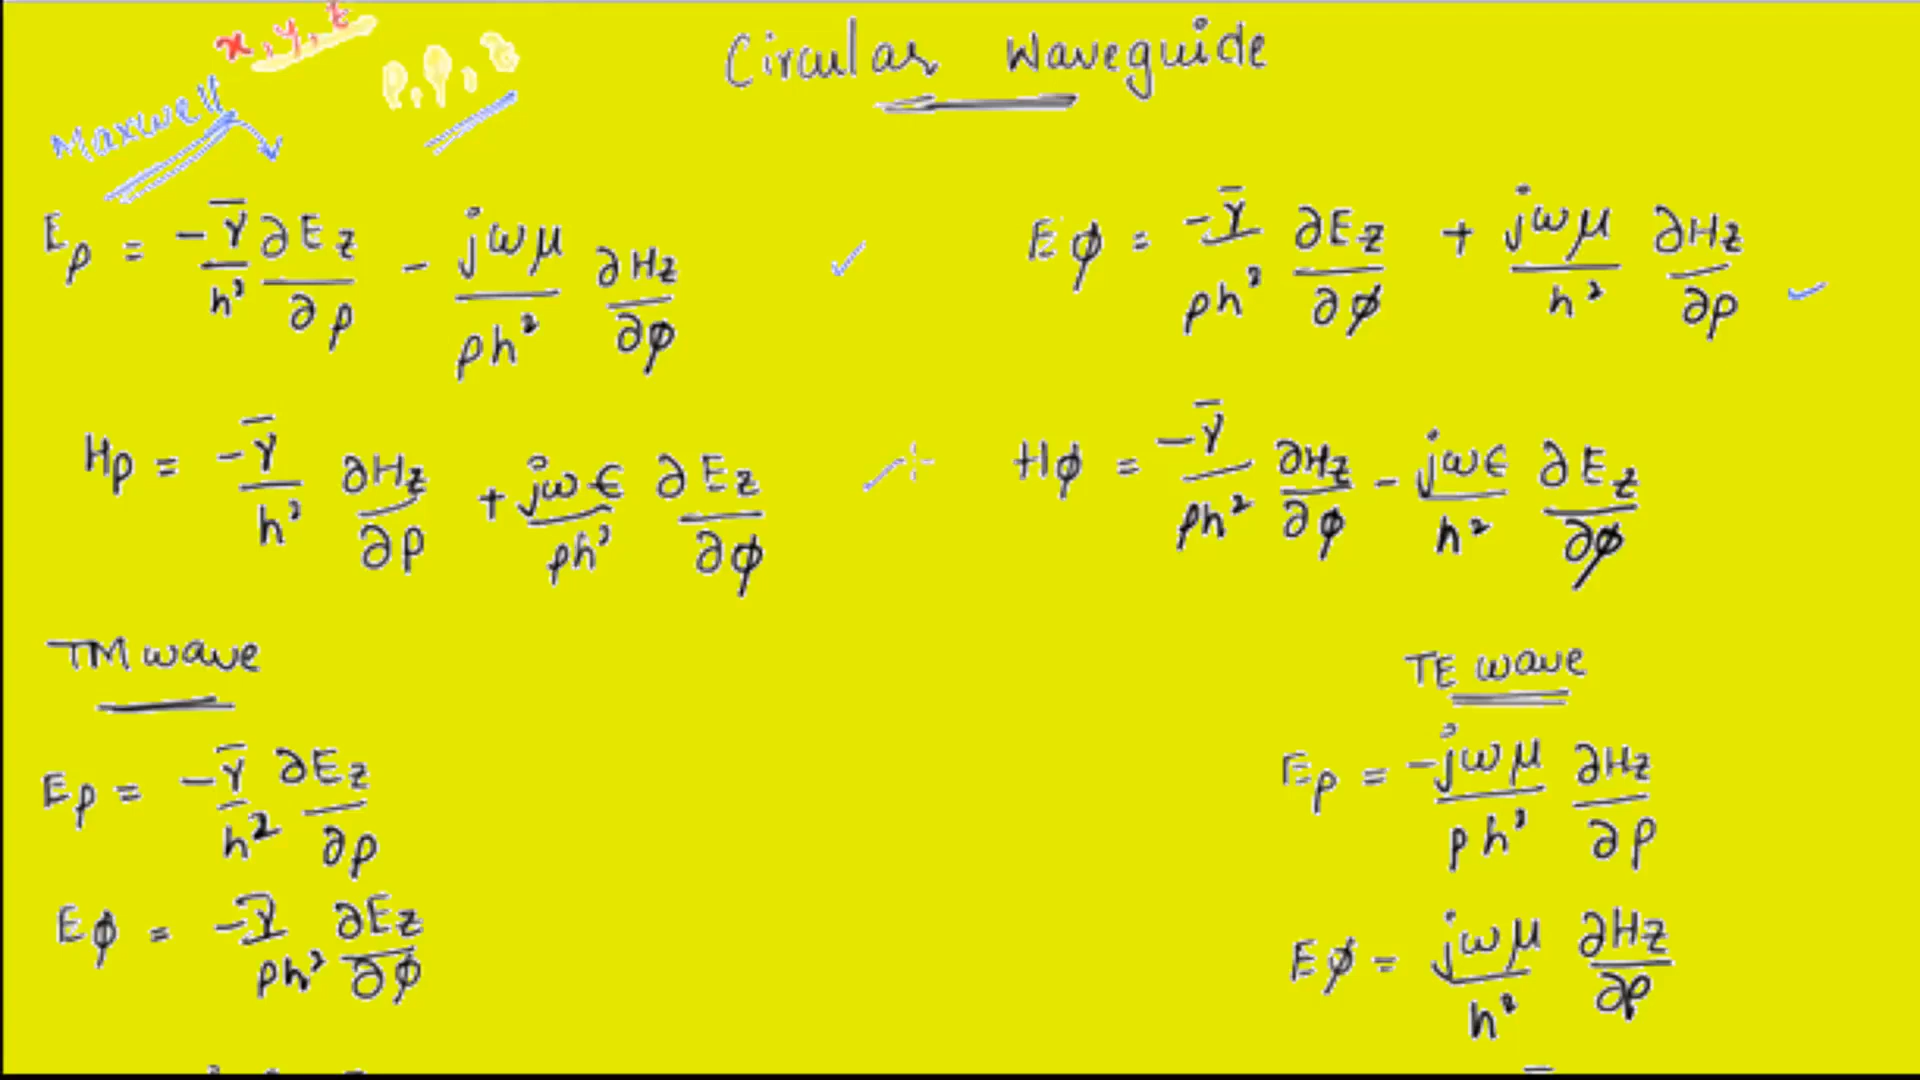 Circular Waveguide
x, y, z
ρ, φ, z
Maxwell
Eρ = -γ̅/h² ∂Ez/∂ρ - jωμ/ρh² ∂Hz/∂φ
Eφ = -γ̅/ρh² ∂Ez/∂φ + jωμ/h² ∂Hz/∂ρ
Hρ = -γ̅/h² ∂Hz/∂ρ + jωϵ/ρh² ∂Ez/∂φ
Hφ = -γ̅/ρh² ∂Hz/∂φ - jωϵ/h² ∂Ez/∂φ
TM wave
TE wave
Eρ = -γ̅/h² ∂Ez/∂ρ
Eρ = -jωμ/ρh² ∂Hz/∂ρ
Eφ = -γ̅/ρh² ∂Ez/∂φ
Eφ = jωμ/h² ∂Hz/∂ρ